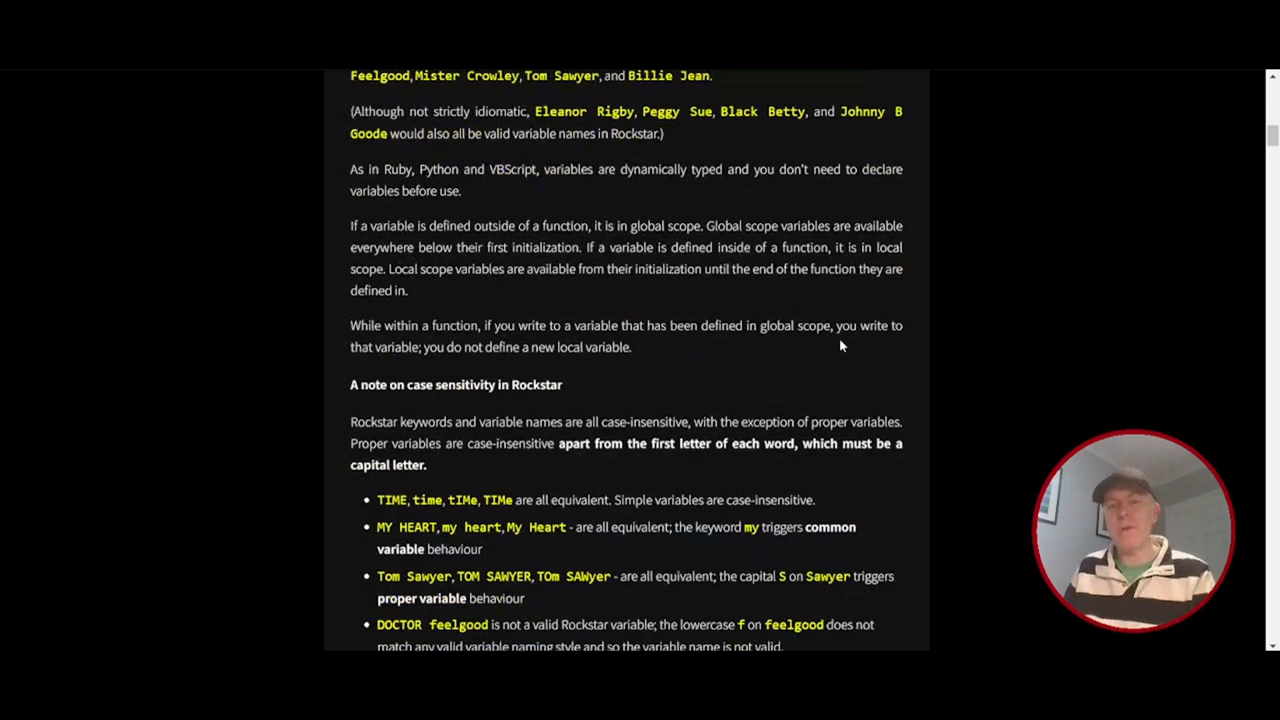 Feelgood, Mister Crowley, Tom Sawyer, and Billie Jean.
(Although not strictly idiomatic, Eleanor Rigby, Peggy Sue, Black Betty, and Johnny B
Goode would also all be valid variable names in Rockstar.)
As in Ruby, Python and VBScript, variables are dynamically typed and you don't need to declare
variables before use.
If a variable is defined outside of a function, it is in global scope. Global scope variables are available
everywhere below their first initialization. If a variable is defined inside of a function, it is in local
scope. Local scope variables are available from their initialization until the end of the function they are
defined in.
While within a function, if you write to a variable that has been defined in global scope, you write to
that variable; you do not define a new local variable.
A note on case sensitivity in Rockstar
Rockstar keywords and variable names are all case-insensitive, with the exception of proper variables.
Proper variables are case-insensitive apart from the first letter of each word, which must be a
capital letter.
• TIME, time, tIMe, TIMe are all equivalent. Simple variables are case-insensitive.
• MY HEART, my heart, My Heart - are all equivalent; the keyword my triggers common
variable behaviour
• Tom Sawyer, TOM SAWYER, TOm SAWyer - are all equivalent; the capital S on Sawyer triggers
proper variable behaviour
• DOCTOR feelgood is not a valid Rockstar variable; the lowercase f on feelgood does not
match any valid variable naming style and so the variable name is not valid.